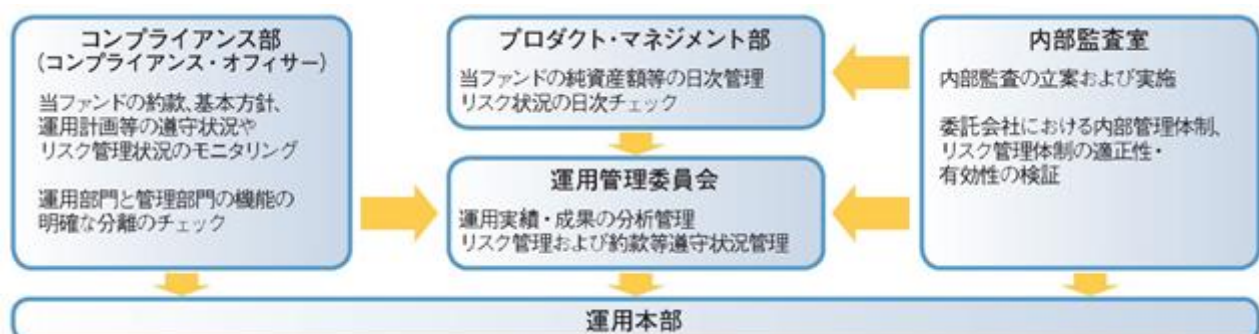 コンプライアンス部
(コンプライアンス・オフィサー)
当ファンドの約款、基本方針、
運用計画等の遵守状況や
リスク管理状況のモニタリング
運用部門と管理部門の機能の
明確な分離のチェック
プロダクト・マネジメント部
当ファンドの純資産額等の日次管理
リスク状況の日次チェック
運用管理委員会
運用実績・成果の分析管理
リスク管理および約款等遵守状況管理
内部監査室
内部監査の立案および実施
委託会社における内部管理体制、
リスク管理体制の適正性・
有効性の検証
運用本部